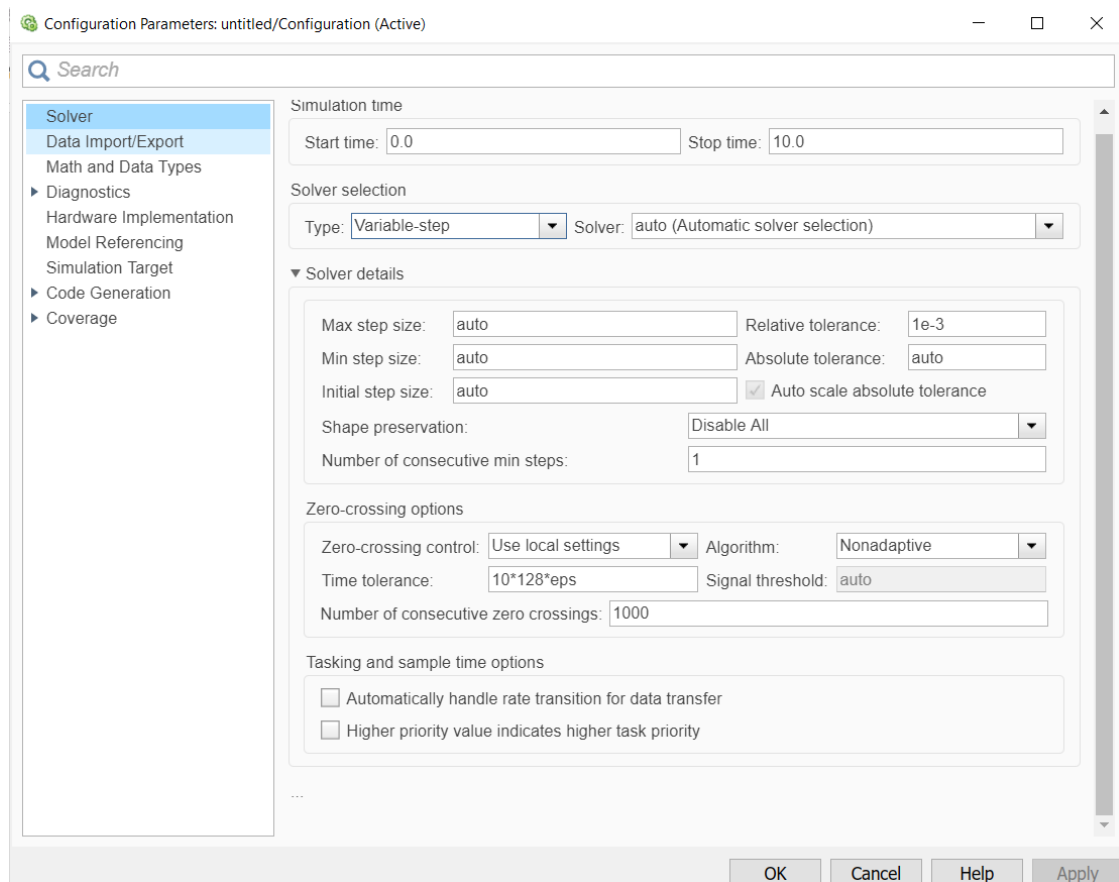 Configuration Parameters: untitled/Configuration (Active)
Search
Solver
Data Import/Export
Math and Data Types
Diagnostics
Hardware Implementation
Model Referencing
Simulation Target
Code Generation
Coverage
Simulation time
Start time: 0.0 Stop time: 10.0
Solver selection
Type: Variable-step Solver: auto (Automatic solver selection)
Solver details
Max step size: auto Relative tolerance: 1e-3
Min step size: auto Absolute tolerance: auto
Initial step size: auto Auto scale absolute tolerance
Shape preservation: Disable All
Number of consecutive min steps: 1
Zero-crossing options
Zero-crossing control: Use local settings Algorithm: Nonadaptive
Time tolerance: 10*128*eps Signal threshold: auto
Number of consecutive zero crossings: 1000
Tasking and sample time options
Automatically handle rate transition for data transfer
Higher priority value indicates higher task priority
...
OK Cancel Help Apply